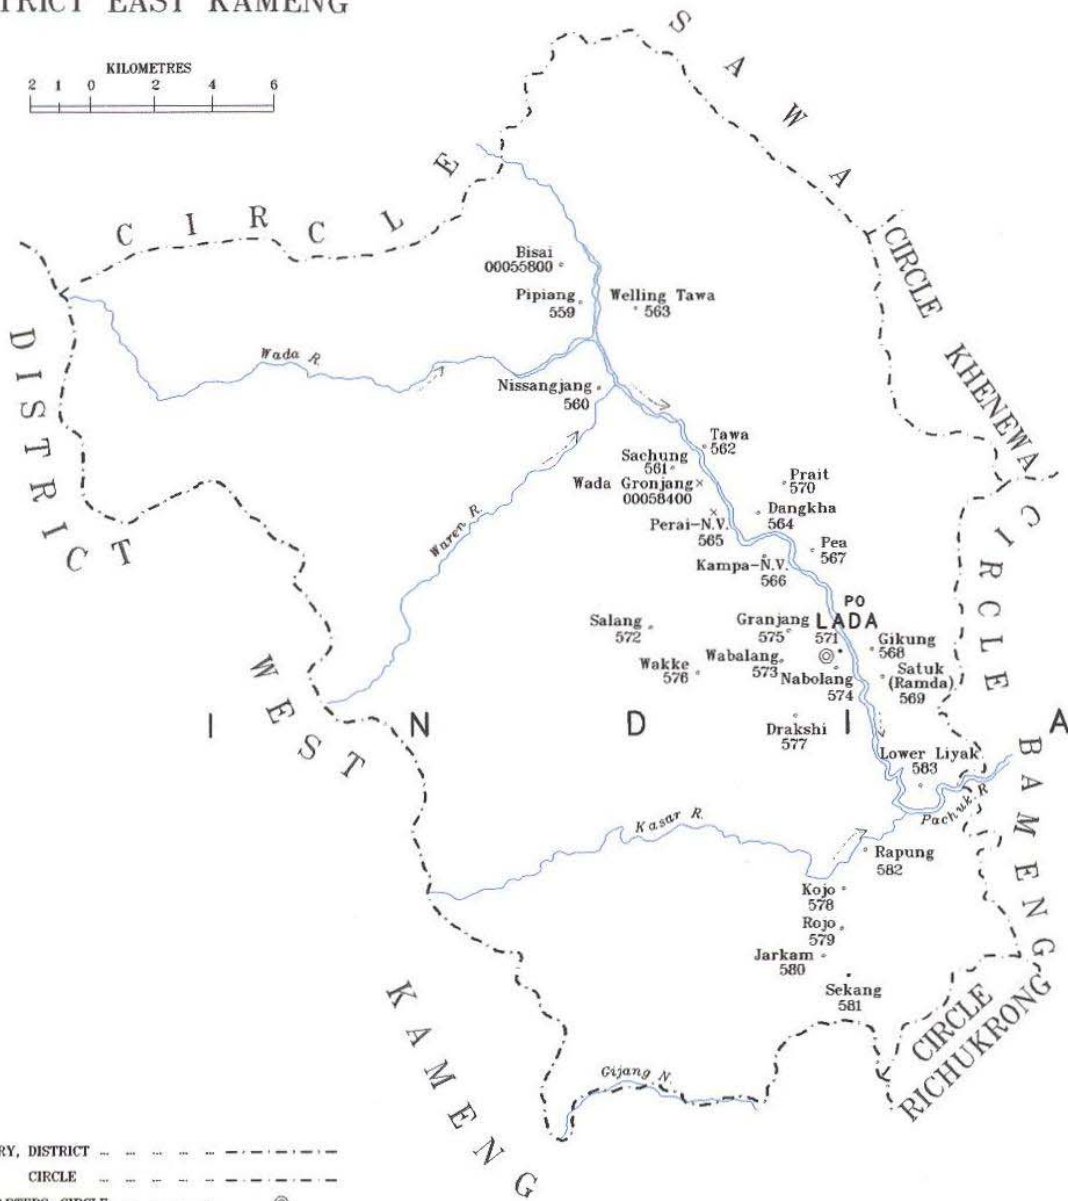 TRICT EAST KAMENG
KILOMETRES
2 1 0 2 4 6
SAWA
CIRCLE
CIRCLE KHENEWA
Bisai
00055800
Pipiang
559
Welling Tawa
563
DISTRICT
Wada R.
Nissangjang
560
Tawa
562
Sachung
561
Prait
570
Wada Gronjang
00058400
Dangkha
564
Perai-N.V.
565
Waren R.
Pea
567
Kampa-N.V.
566
CIRCLE
PO
LADA
571
Salang
572
Granjang
575
Gikung
568
Wakke
576
Wabalang
573
Satuk
(Ramda)
569
Nabolang
574
WEST
INDIA
Drakshi
577
Lower Liyak
583
BAMENG
Pachuk R.
Kasar R.
Rapung
582
Kojo
578
Rojo
579
Jarkam
580
Sekang
581
KAMENG
CIRCLE
RICHUKRONG
Gijang N.
RY, DISTRICT
CIRCLE